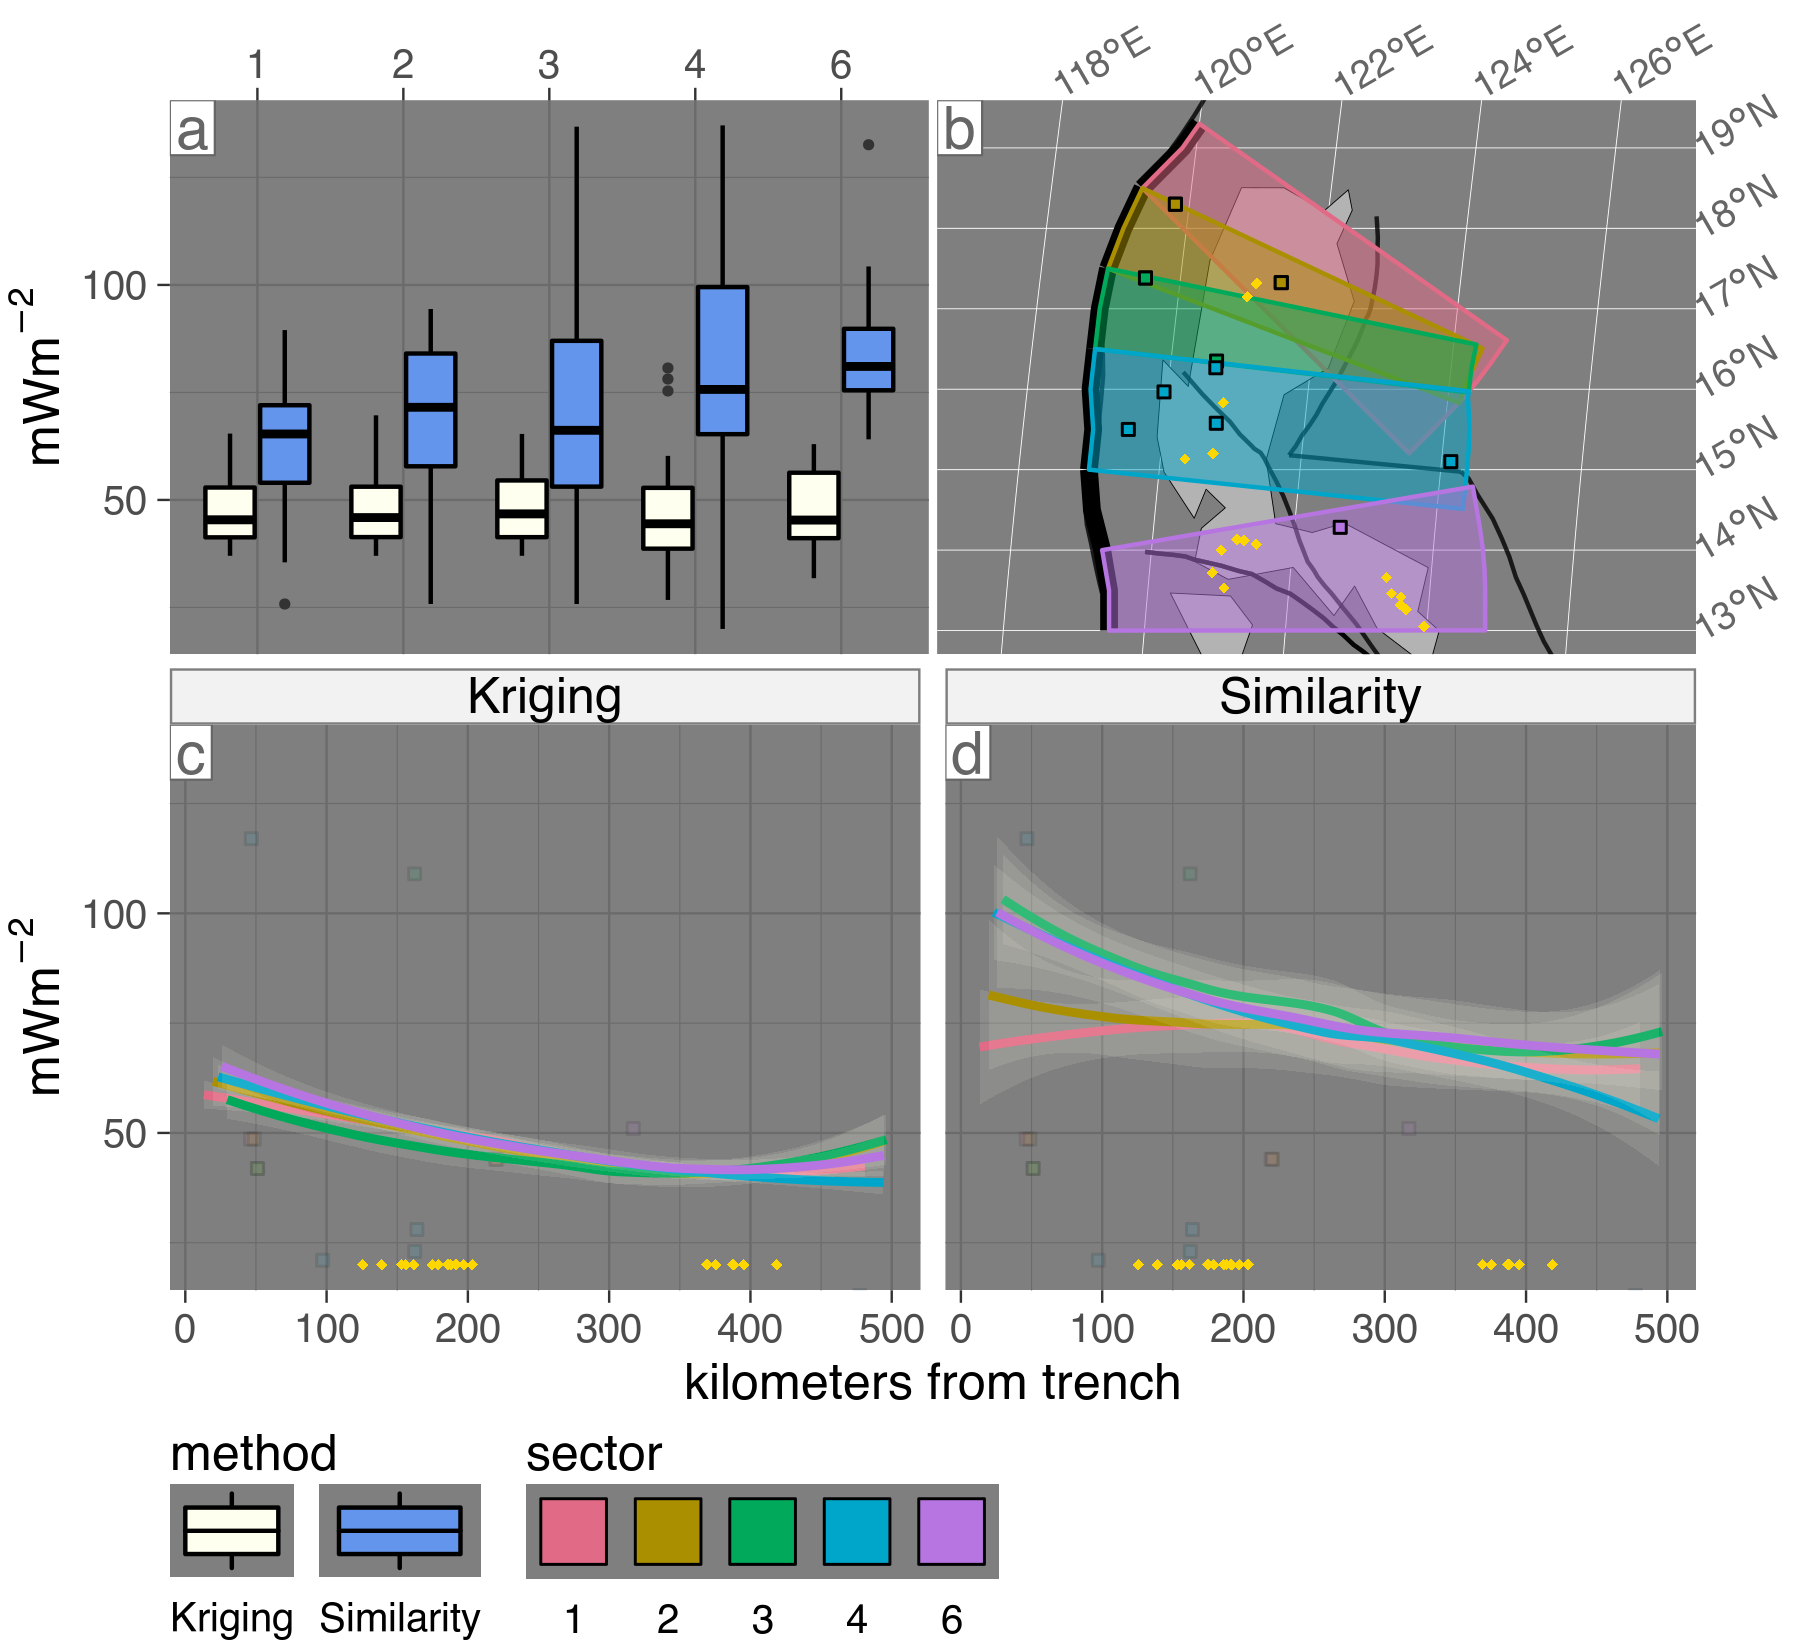 1 2 3 4 6
118°E 120°E 122°E 124°E 126°E
a
b
19°N
18°N
17°N
16°N
15°N
14°N
13°N
100
50
mWm−2
Kriging
Similarity
c
d
100
50
mWm−2
0 100 200 300 400 500
0 100 200 300 400 500
kilometers from trench
method
sector
Kriging Similarity
1 2 3 4 6